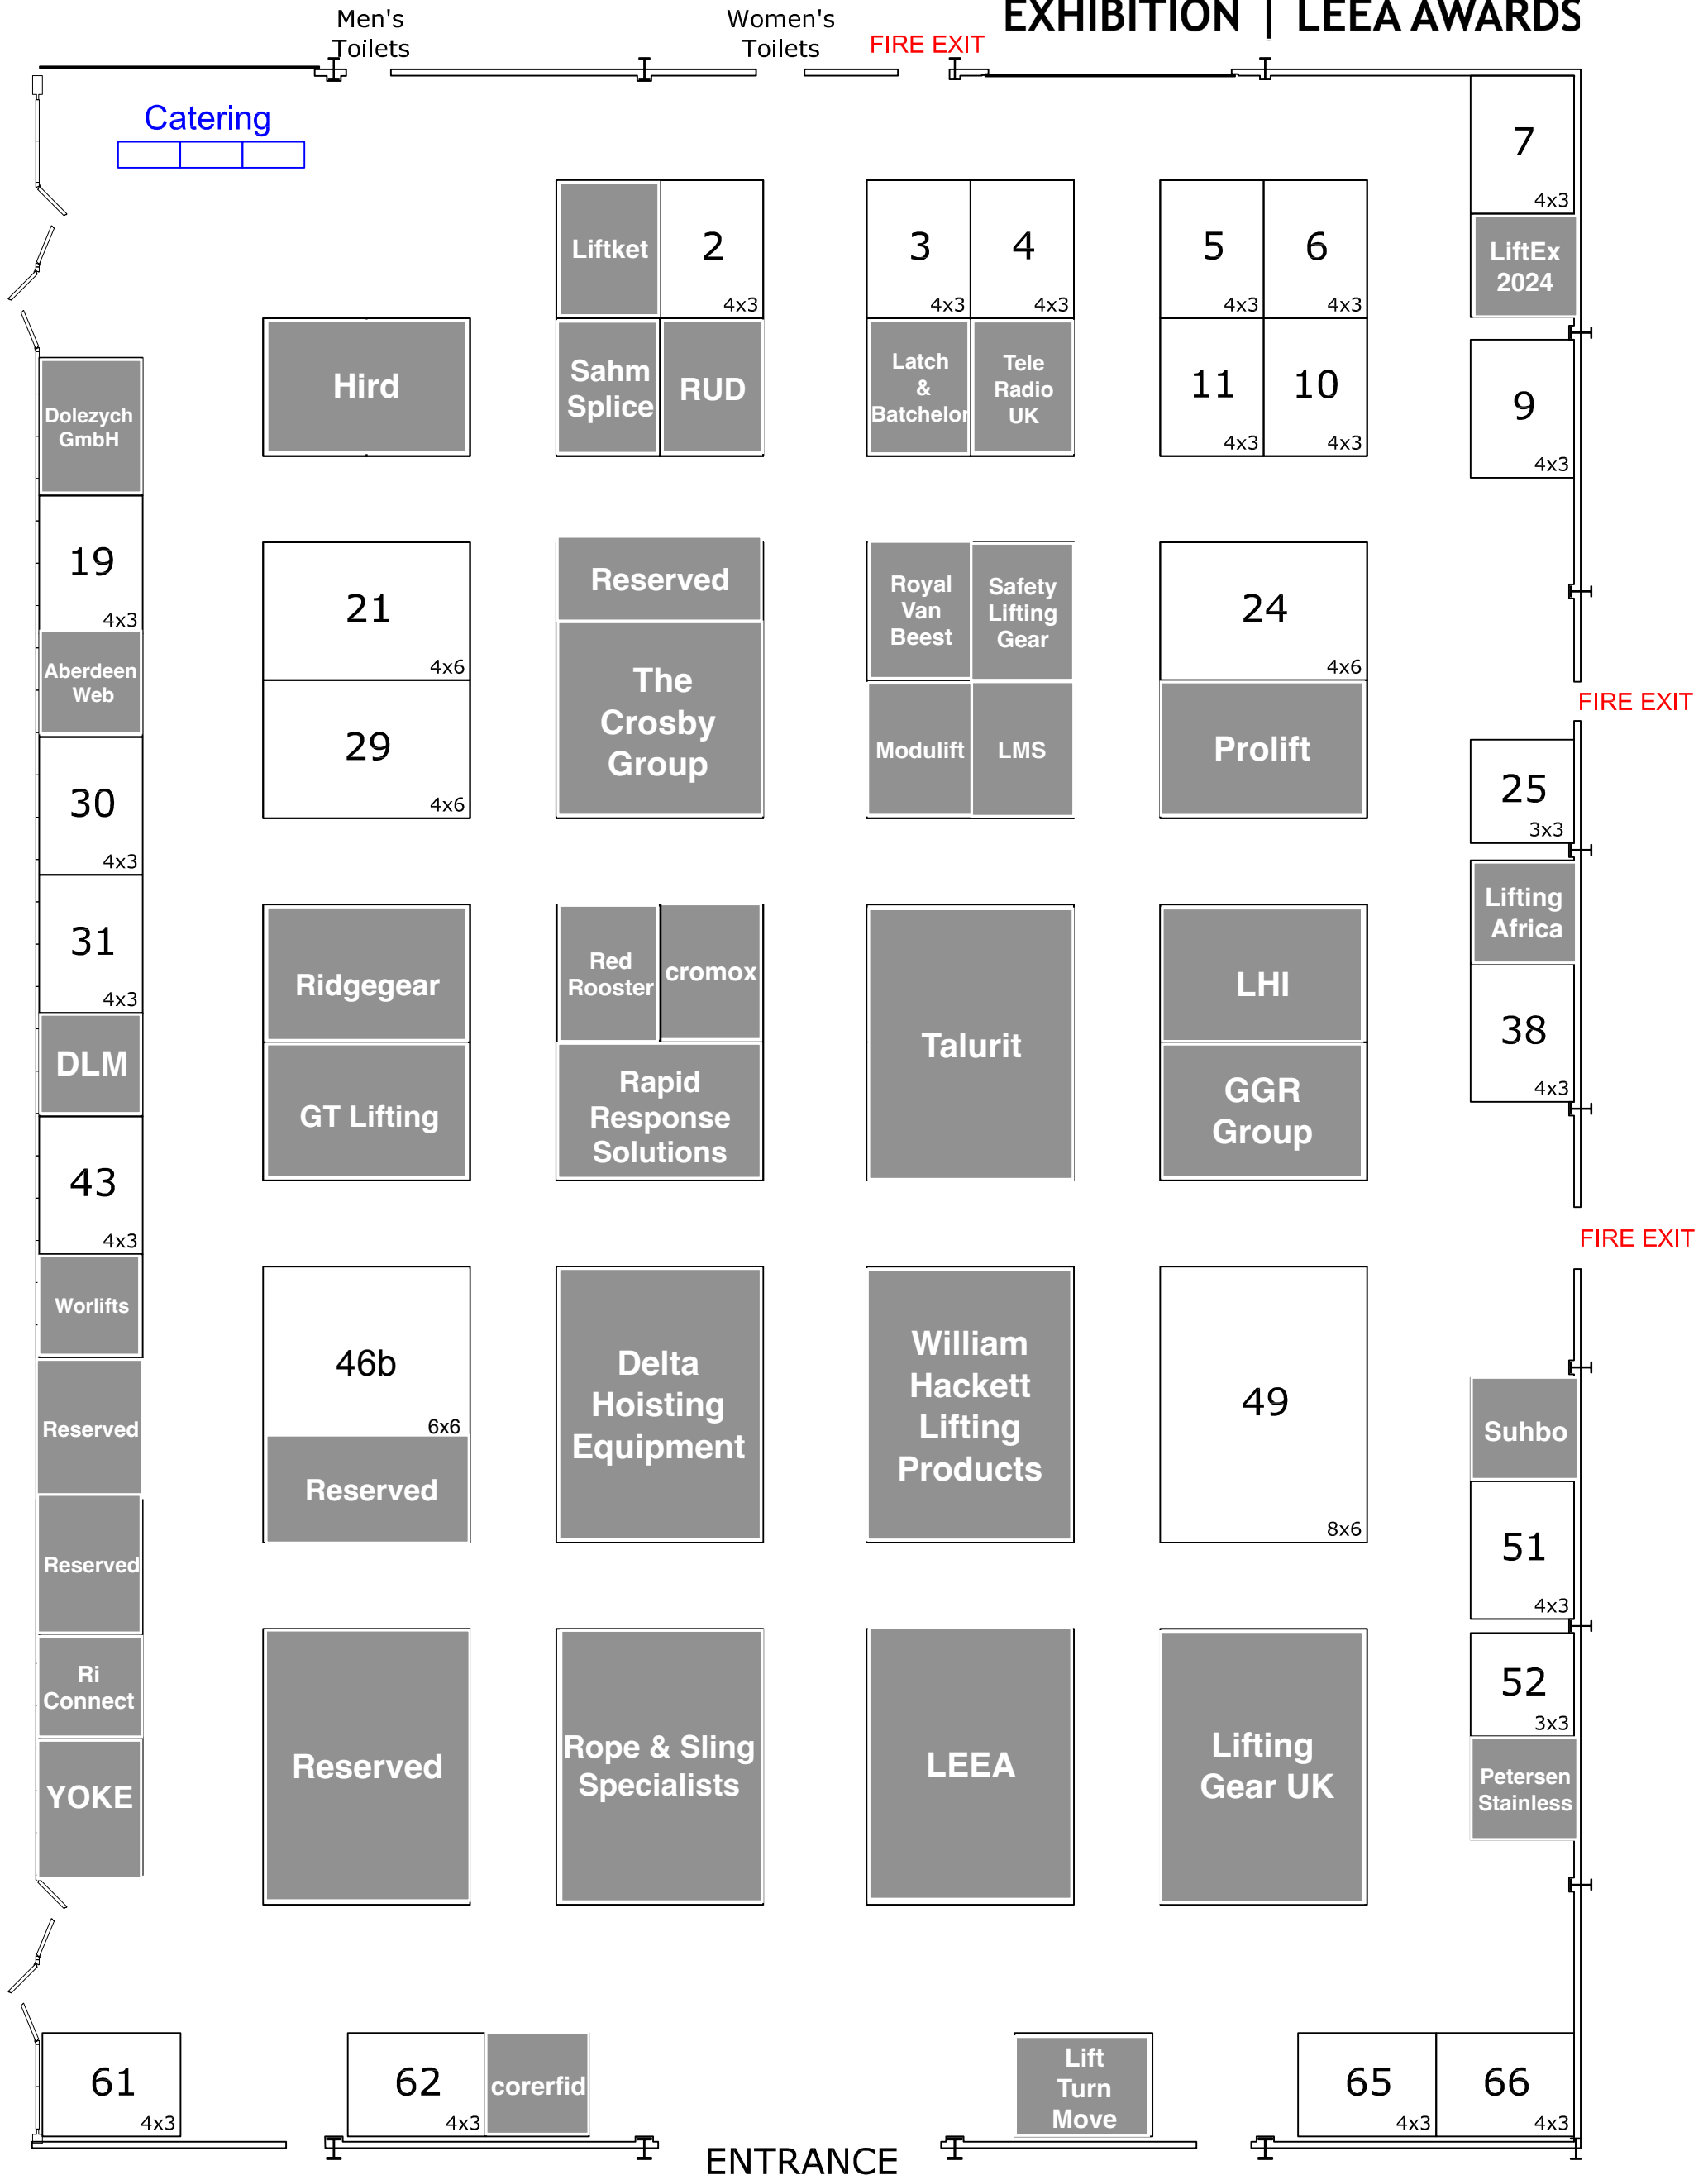 EXHIBITION | LEEA AWARDS
Men's
Toilets
Women's
Toilets
FIRE EXIT
Catering
7
4x3
Liftket
2
4x3
3
4x3
4
4x3
5
4x3
6
4x3
LiftEx
2024
Hird
Sahm
Splice
RUD
Latch
&
Batchelor
Tele
Radio
UK
11
4x3
10
4x3
9
4x3
Dolezych
GmbH
19
4x3
21
4x6
Reserved
Royal
Van
Beest
Safety
Lifting
Gear
24
4x6
Aberdeen
Web
29
4x6
The
Crosby
Group
Modulift
LMS
Prolift
FIRE EXIT
25
3x3
30
4x3
31
4x3
Ridgegear
Red
Rooster
cromox
Talurit
LHI
Lifting
Africa
38
4x3
DLM
GT Lifting
Rapid
Response
Solutions
GGR
Group
43
4x3
FIRE EXIT
Worlifts
46b
6x6
Delta
Hoisting
Equipment
William
Hackett
Lifting
Products
49
8x6
Reserved
Reserved
Suhbo
51
4x3
Reserved
52
3x3
Ri
Connect
Reserved
Rope & Sling
Specialists
LEEA
Lifting
Gear UK
Petersen
Stainless
YOKE
61
4x3
62
4x3
corerfid
Lift
Turn
Move
65
4x3
66
4x3
ENTRANCE